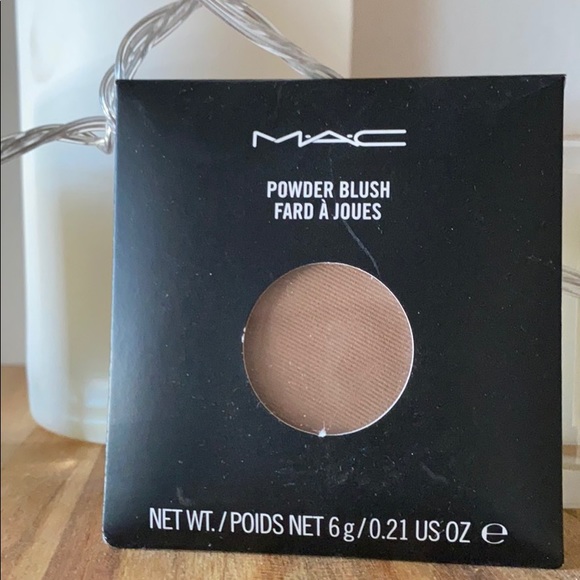 M·A·C
POWDER BLUSH
FARD À JOUES
NET WT./POIDS NET 6 g/0.21 US OZ ℮